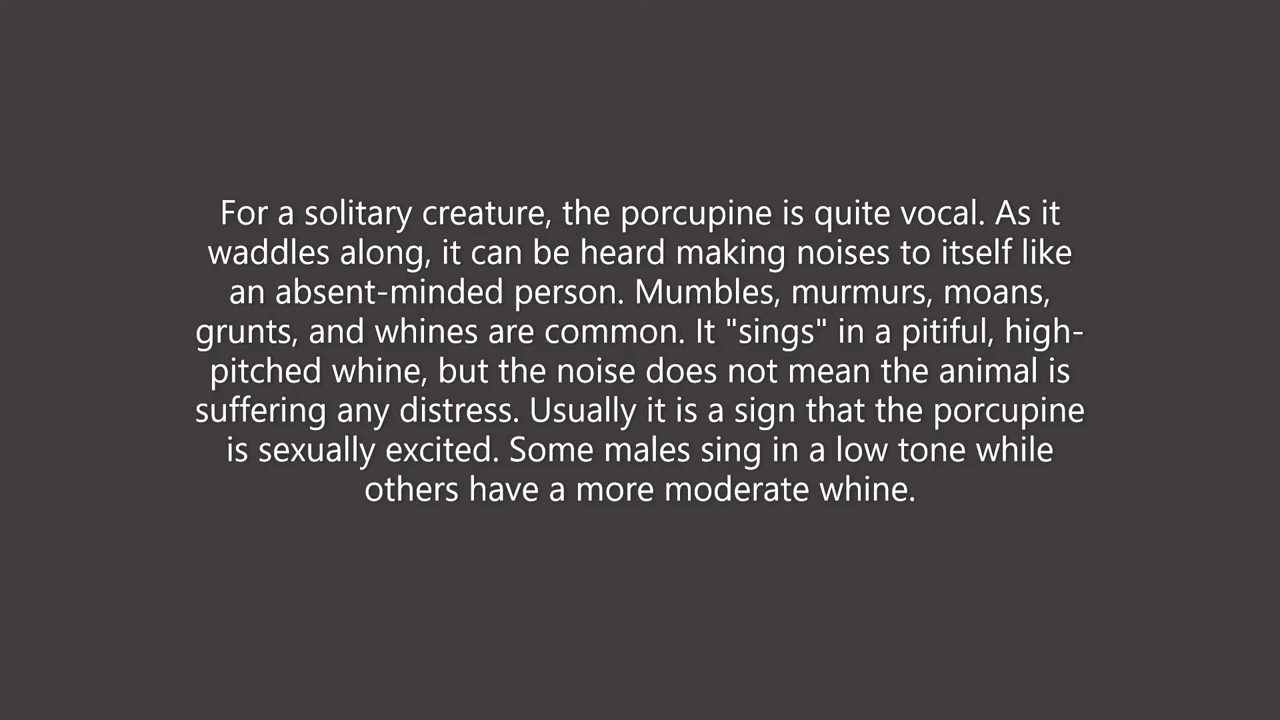 For a solitary creature, the porcupine is quite vocal. As it
waddles along, it can be heard making noises to itself like
an absent-minded person. Mumbles, murmurs, moans,
grunts, and whines are common. It "sings" in a pitiful, high-
pitched whine, but the noise does not mean the animal is
suffering any distress. Usually it is a sign that the porcupine
is sexually excited. Some males sing in a low tone while
others have a more moderate whine.